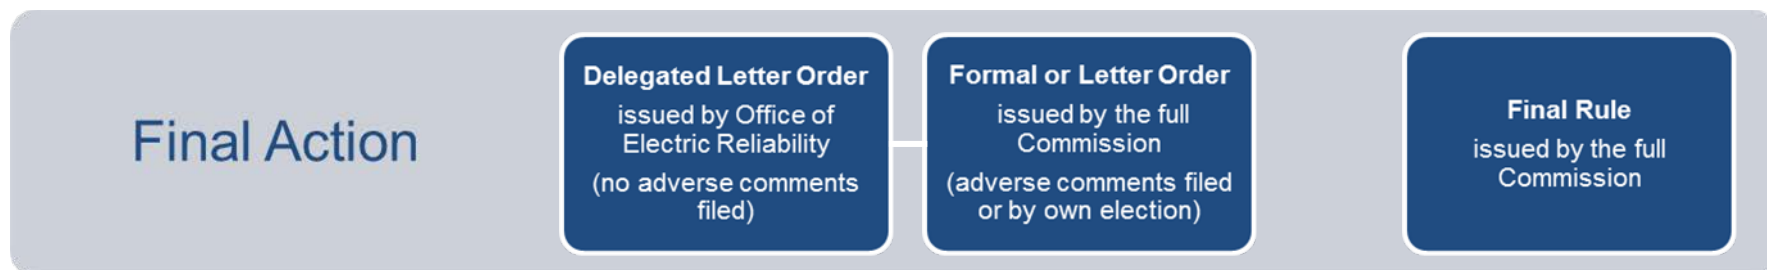 Final Action
Delegated Letter Order
issued by Office of
Electric Reliability
(no adverse comments
filed)
Formal or Letter Order
issued by the full
Commission
(adverse comments filed
or by own election)
Final Rule
issued by the full
Commission